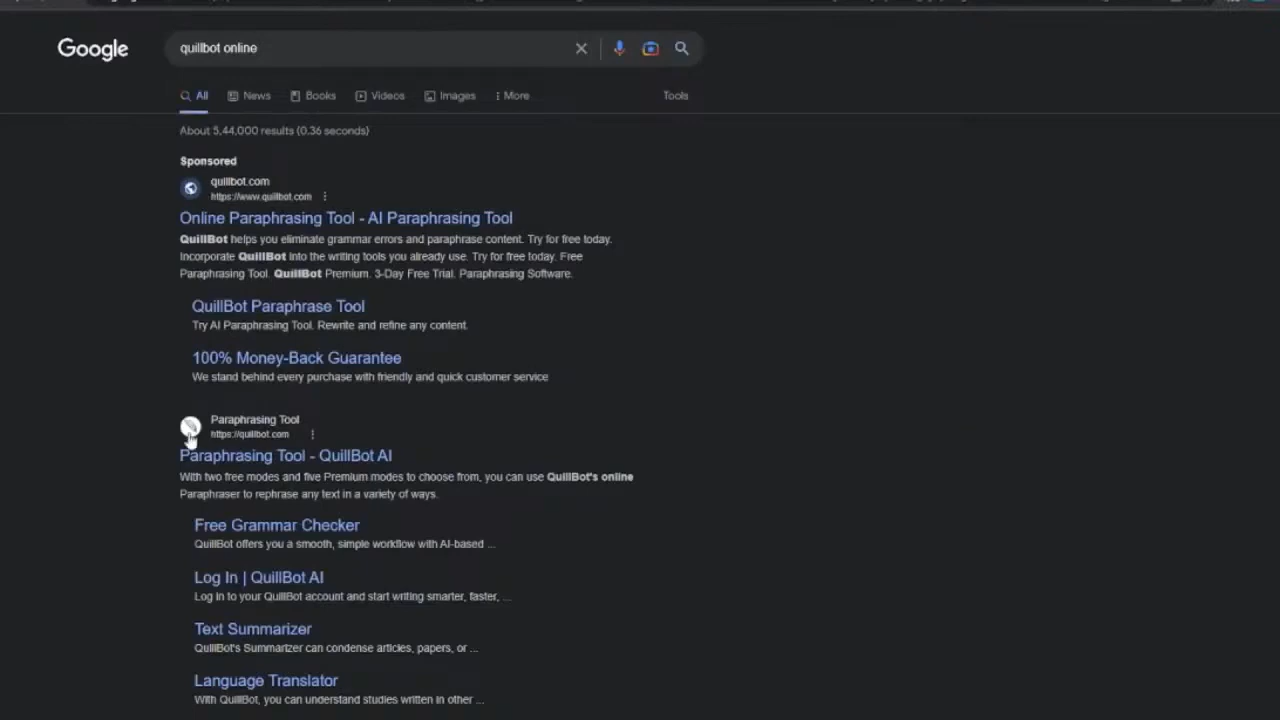 Google
quillbot online
All
News
Books
Videos
Images
More
Tools
About 5,44,000 results (0.36 seconds)
Sponsored
quillbot.com
https://www.quillbot.com
Online Paraphrasing Tool - AI Paraphrasing Tool
QuillBot helps you eliminate grammar errors and paraphrase content. Try for free today.
Incorporate QuillBot into the writing tools you already use. Try for free today. Free
Paraphrasing Tool. QuillBot Premium. 3-Day Free Trial. Paraphrasing Software.
QuillBot Paraphrase Tool
Try AI Paraphrasing Tool. Rewrite and refine any content
100% Money-Back Guarantee
We stand behind every purchase with friendly and quick customer service
Paraphrasing Tool
https://quillbot.com
Paraphrasing Tool - QuillBot AI
With two free modes and five Premium modes to choose from, you can use QuillBot's online
Paraphraser to rephrase any text in a variety of ways.
Free Grammar Checker
QuillBot offers you a smooth, simple workflow with AI-based ...
Log In | QuillBot AI
Log in to your QuillBot account and start writing smarter, faster, ...
Text Summarizer
QuillBot's Summarizer can condense articles, papers, or ...
Language Translator
With QuillBot, you can understand studies written in other ...